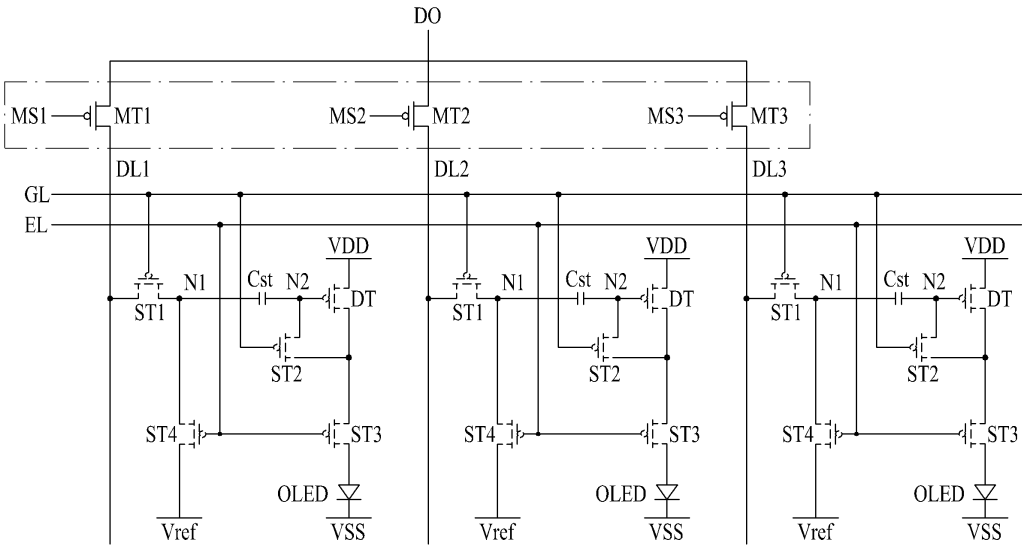 DO
MS1 MT1 MS2 MT2 MS3 MT3
DL1 DL2 DL3
GL
EL
VDD VDD VDD
N1 Cst N2 N1 Cst N2 N1 Cst N2
ST1 DT ST1 DT ST1 DT
ST2 ST2 ST2
ST4 ST3 ST4 ST3 ST4 ST3
OLED OLED OLED
Vref VSS Vref VSS Vref VSS